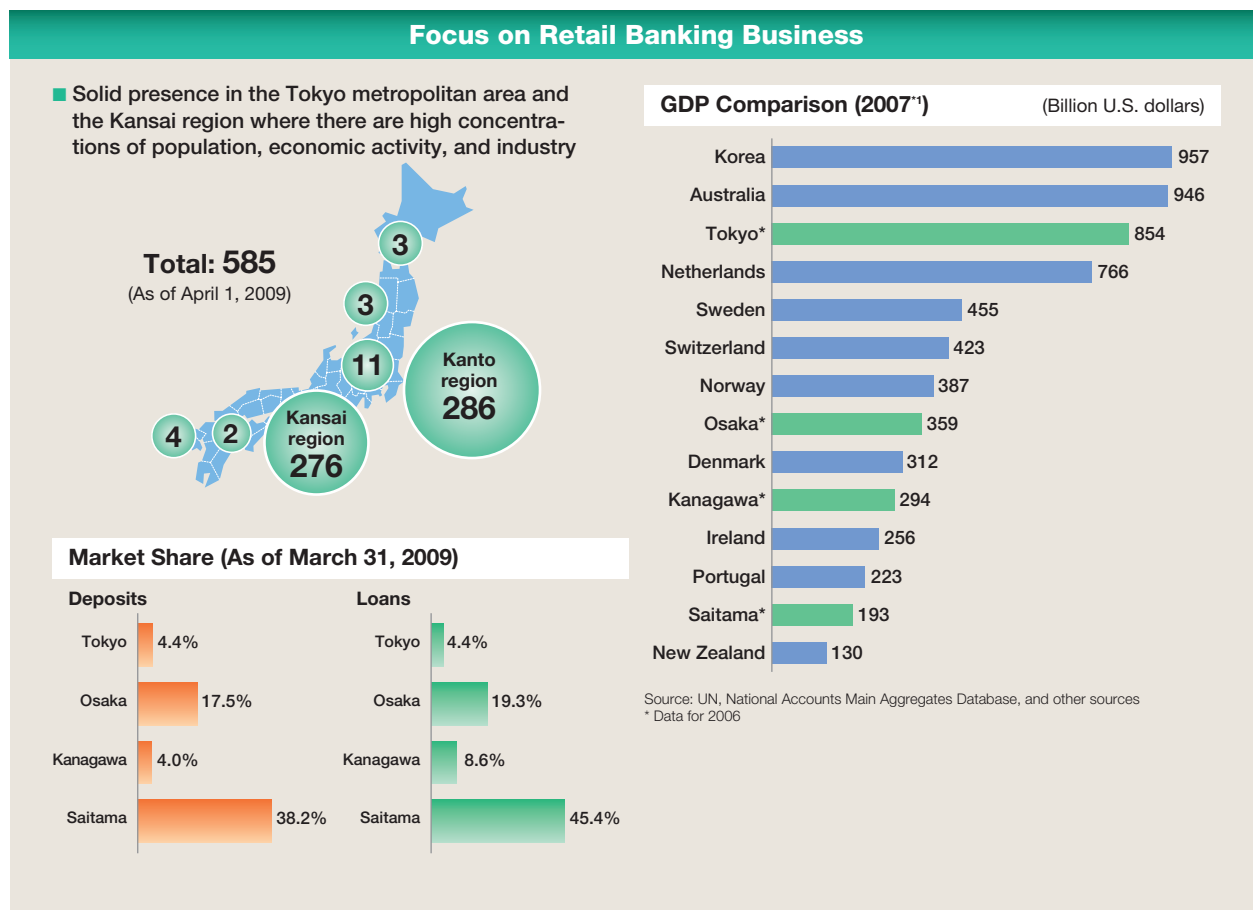 Focus on Retail Banking Business
■ Solid presence in the Tokyo metropolitan area and
the Kansai region where there are high concentra-
tions of population, economic activity, and industry
Total: 585
(As of April 1, 2009)
3
3
11
Kanto
region
286
Kansai
region
276
2
4
Market Share (As of March 31, 2009)
Deposits
Tokyo 4.4%
Osaka 17.5%
Kanagawa 4.0%
Saitama 38.2%
Loans
Tokyo 4.4%
Osaka 19.3%
Kanagawa 8.6%
Saitama 45.4%
GDP Comparison (2007*1) (Billion U.S. dollars)
Korea 957
Australia 946
Tokyo* 854
Netherlands 766
Sweden 455
Switzerland 423
Norway 387
Osaka* 359
Denmark 312
Kanagawa* 294
Ireland 256
Portugal 223
Saitama* 193
New Zealand 130
Source: UN, National Accounts Main Aggregates Database, and other sources
* Data for 2006